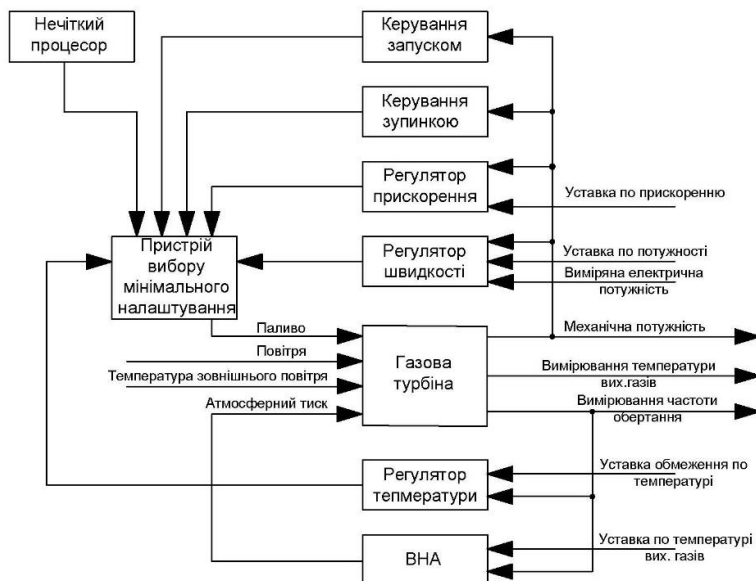 Нечіткий
процесор
Керування
запуском
Керування
зупинкою
Регулятор
прискорення
Уставка по прискоренню
Пристрій
вибору
мінімального
налаштування
Регулятор
швидкості
Уставка по потужності
Виміряна електрична
потужність
Паливо
Повітря
Температура зовнішнього повітря
Атмосферний тиск
Газова
турбіна
Механічна потужність
Вимірювання температури
вих.газів
Вимірювання частоти
обертання
Регулятор
тепмератури
Уставка обмеження по
температурі
ВНА
Уставка по температурі
вих. газів